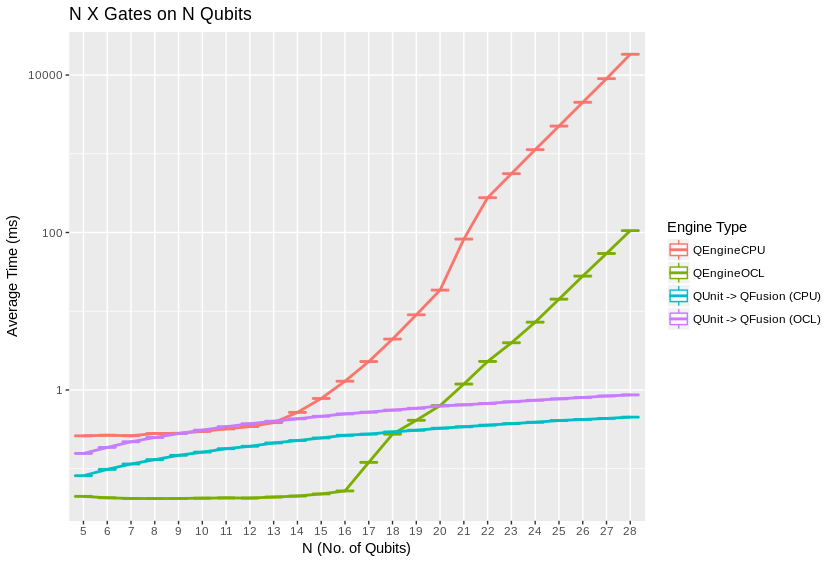 N X Gates on N Qubits
Average Time (ms)
10000
100
1
5 6 7 8 9 10 11 12 13 14 15 16 17 18 19 20 21 22 23 24 25 26 27 28
N (No. of Qubits)
Engine Type
QEngineCPU
QEngineOCL
QUnit -> QFusion (CPU)
QUnit -> QFusion (OCL)